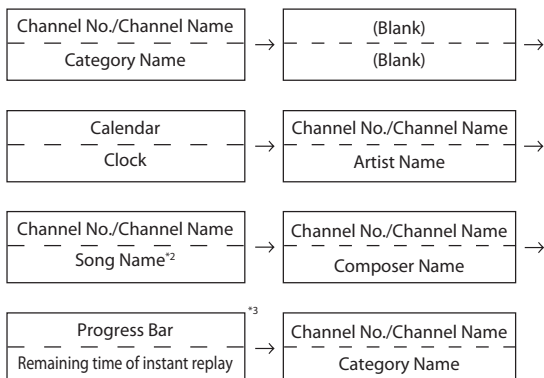 Channel No./Channel Name
Category Name
→
(Blank)
(Blank)
→
Calendar
Clock
→
Channel No./Channel Name
Artist Name
→
Channel No./Channel Name
Song Name*2
→
Channel No./Channel Name
Composer Name
→
Progress Bar
Remaining time of instant replay
*3
→
Channel No./Channel Name
Category Name